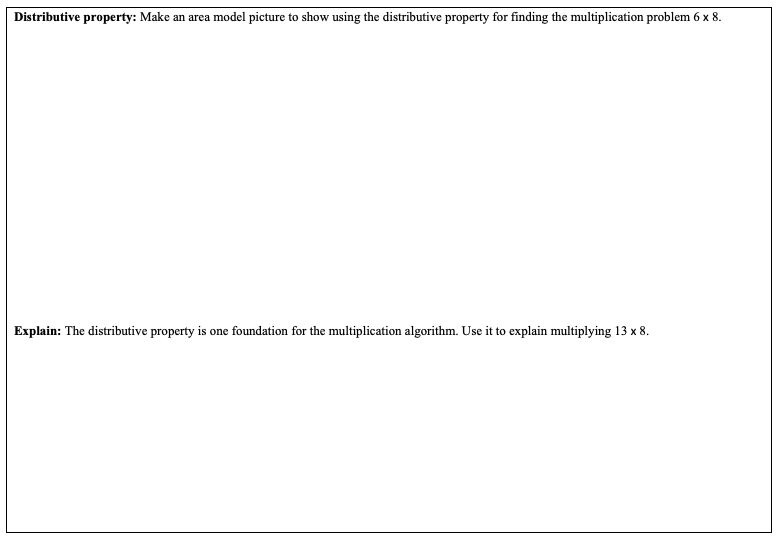 Distributive property: Make an area model picture to show using the distributive property for finding the multiplication problem 6 x 8.
Explain: The distributive property is one foundation for the multiplication algorithm. Use it to explain multiplying 13 x 8.